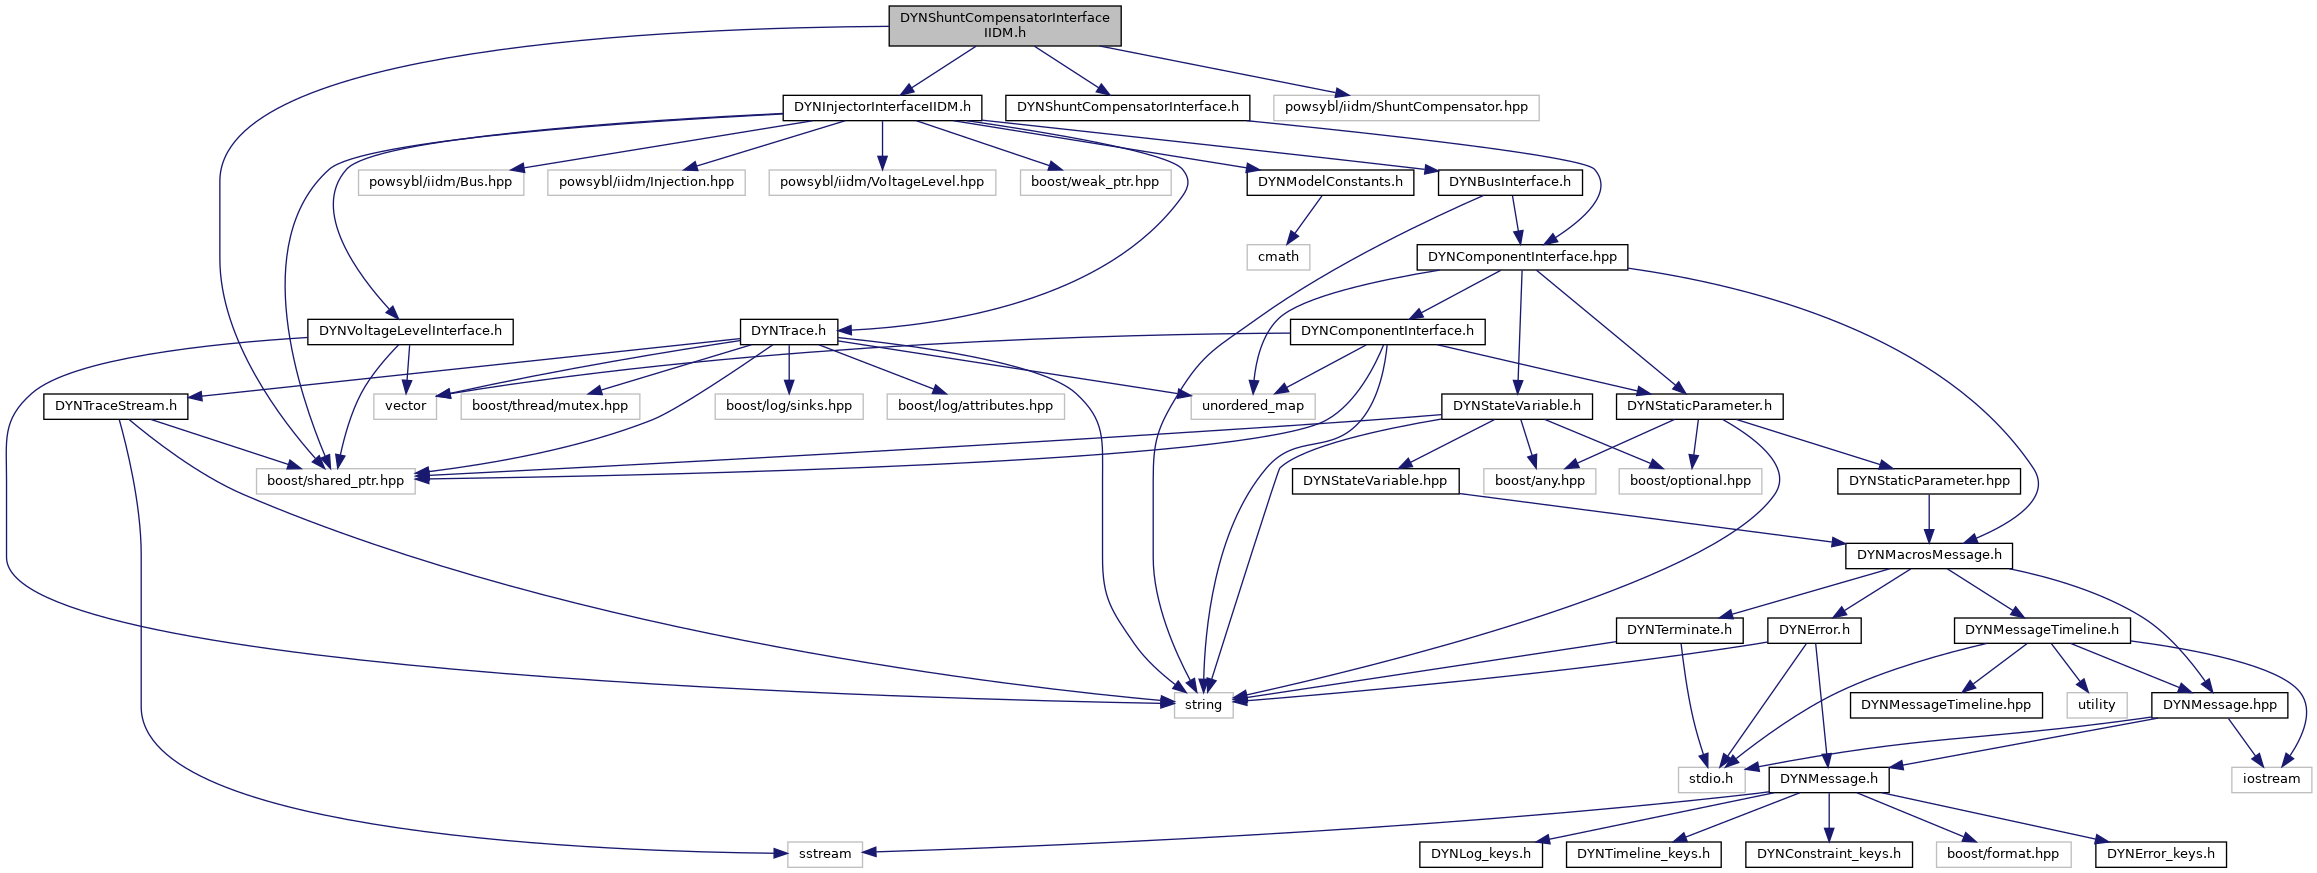 DYNShuntCompensatorInterface
IIDM.h
DYNInjectorInterfaceIIDM.h
DYNShuntCompensatorInterface.h
powsybl/iidm/ShuntCompensator.hpp
powsybl/iidm/Bus.hpp
powsybl/iidm/Injection.hpp
powsybl/iidm/VoltageLevel.hpp
boost/weak_ptr.hpp
DYNModelConstants.h
DYNBusInterface.h
cmath
DYNComponentInterface.hpp
DYNVoltageLevelInterface.h
DYNTrace.h
DYNComponentInterface.h
DYNTraceStream.h
vector
boost/thread/mutex.hpp
boost/log/sinks.hpp
boost/log/attributes.hpp
unordered_map
DYNStateVariable.h
DYNStaticParameter.h
boost/shared_ptr.hpp
DYNStateVariable.hpp
boost/any.hpp
boost/optional.hpp
DYNStaticParameter.hpp
DYNMacrosMessage.h
DYNTerminate.h
DYNError.h
DYNMessageTimeline.h
string
DYNMessageTimeline.hpp
utility
DYNMessage.hpp
stdio.h
DYNMessage.h
iostream
sstream
DYNLog_keys.h
DYNTimeline_keys.h
DYNConstraint_keys.h
boost/format.hpp
DYNError_keys.h